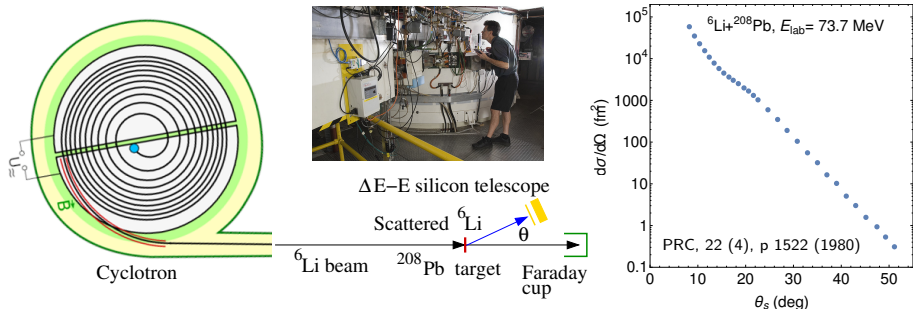 U≂
B
Cyclotron
ΔE−E silicon telescope
Scattered ⁶Li
θ
⁶Li beam
²⁰⁸Pb target
Faraday
cup
⁶Li+²⁰⁸Pb, E_lab= 73.7 MeV
dσ/dΩ (fm²)
10⁵
10⁴
1000
100
10
1
0.1
PRC, 22 (4), p 1522 (1980)
0 10 20 30 40 50 60
θₛ (deg)